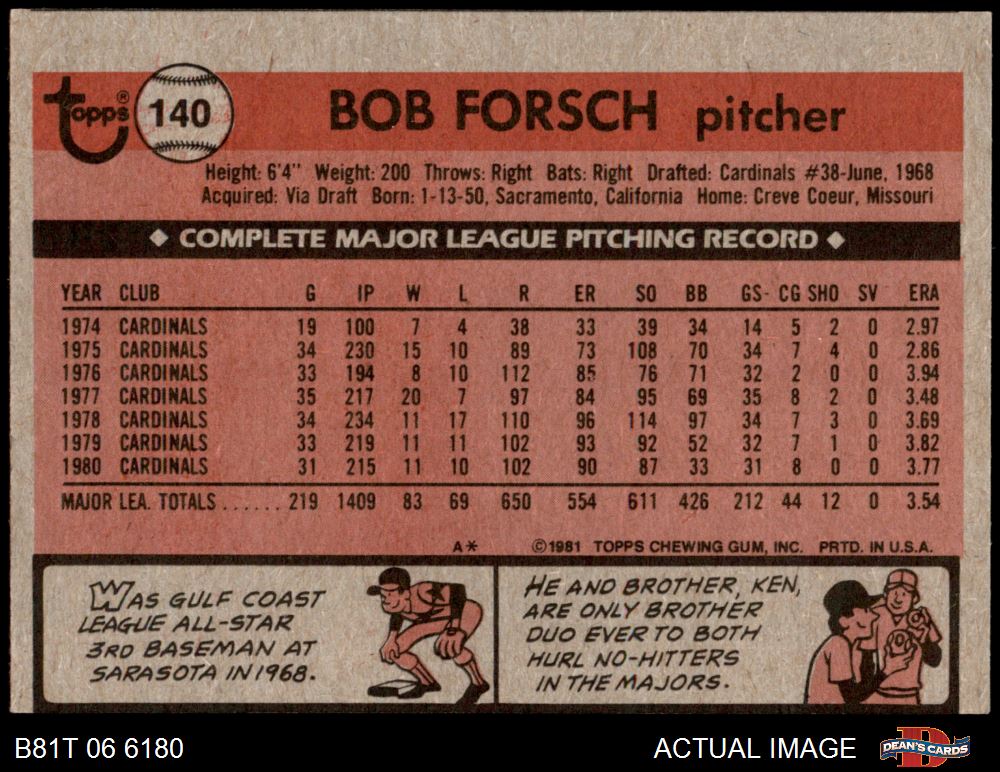 topps® 140 BOB FORSCH pitcher
Height: 6'4" Weight: 200 Throws: Right Bats: Right Drafted: Cardinals #38-June, 1968
Acquired: Via Draft Born: 1-13-50, Sacramento, California Home: Creve Coeur, Missouri
◆ COMPLETE MAJOR LEAGUE PITCHING RECORD ◆
YEAR CLUB G IP W L R ER SO BB GS- CG SHO SV ERA
1974 CARDINALS 19 100 7 4 38 33 39 34 14 5 2 0 2.97
1975 CARDINALS 34 230 15 10 89 73 108 70 34 7 4 0 2.86
1976 CARDINALS 33 194 8 10 112 85 76 71 32 2 0 0 3.94
1977 CARDINALS 35 217 20 7 97 84 95 69 35 8 2 0 3.48
1978 CARDINALS 34 234 11 17 110 96 114 97 34 7 3 0 3.69
1979 CARDINALS 33 219 11 11 102 93 92 52 32 7 1 0 3.82
1980 CARDINALS 31 215 11 10 102 90 87 33 31 8 0 0 3.77
MAJOR LEA. TOTALS ...... 219 1409 83 69 650 554 611 426 212 44 12 0 3.54
A* ©1981 TOPPS CHEWING GUM, INC. PRTD. IN U.S.A.
WAS GULF COAST
LEAGUE ALL-STAR
3RD BASEMAN AT
SARASOTA IN 1968.
HE AND BROTHER, KEN,
ARE ONLY BROTHER
DUO EVER TO BOTH
HURL NO-HITTERS
IN THE MAJORS.
B81T 06 6180 ACTUAL IMAGE DEAN'S CARDS